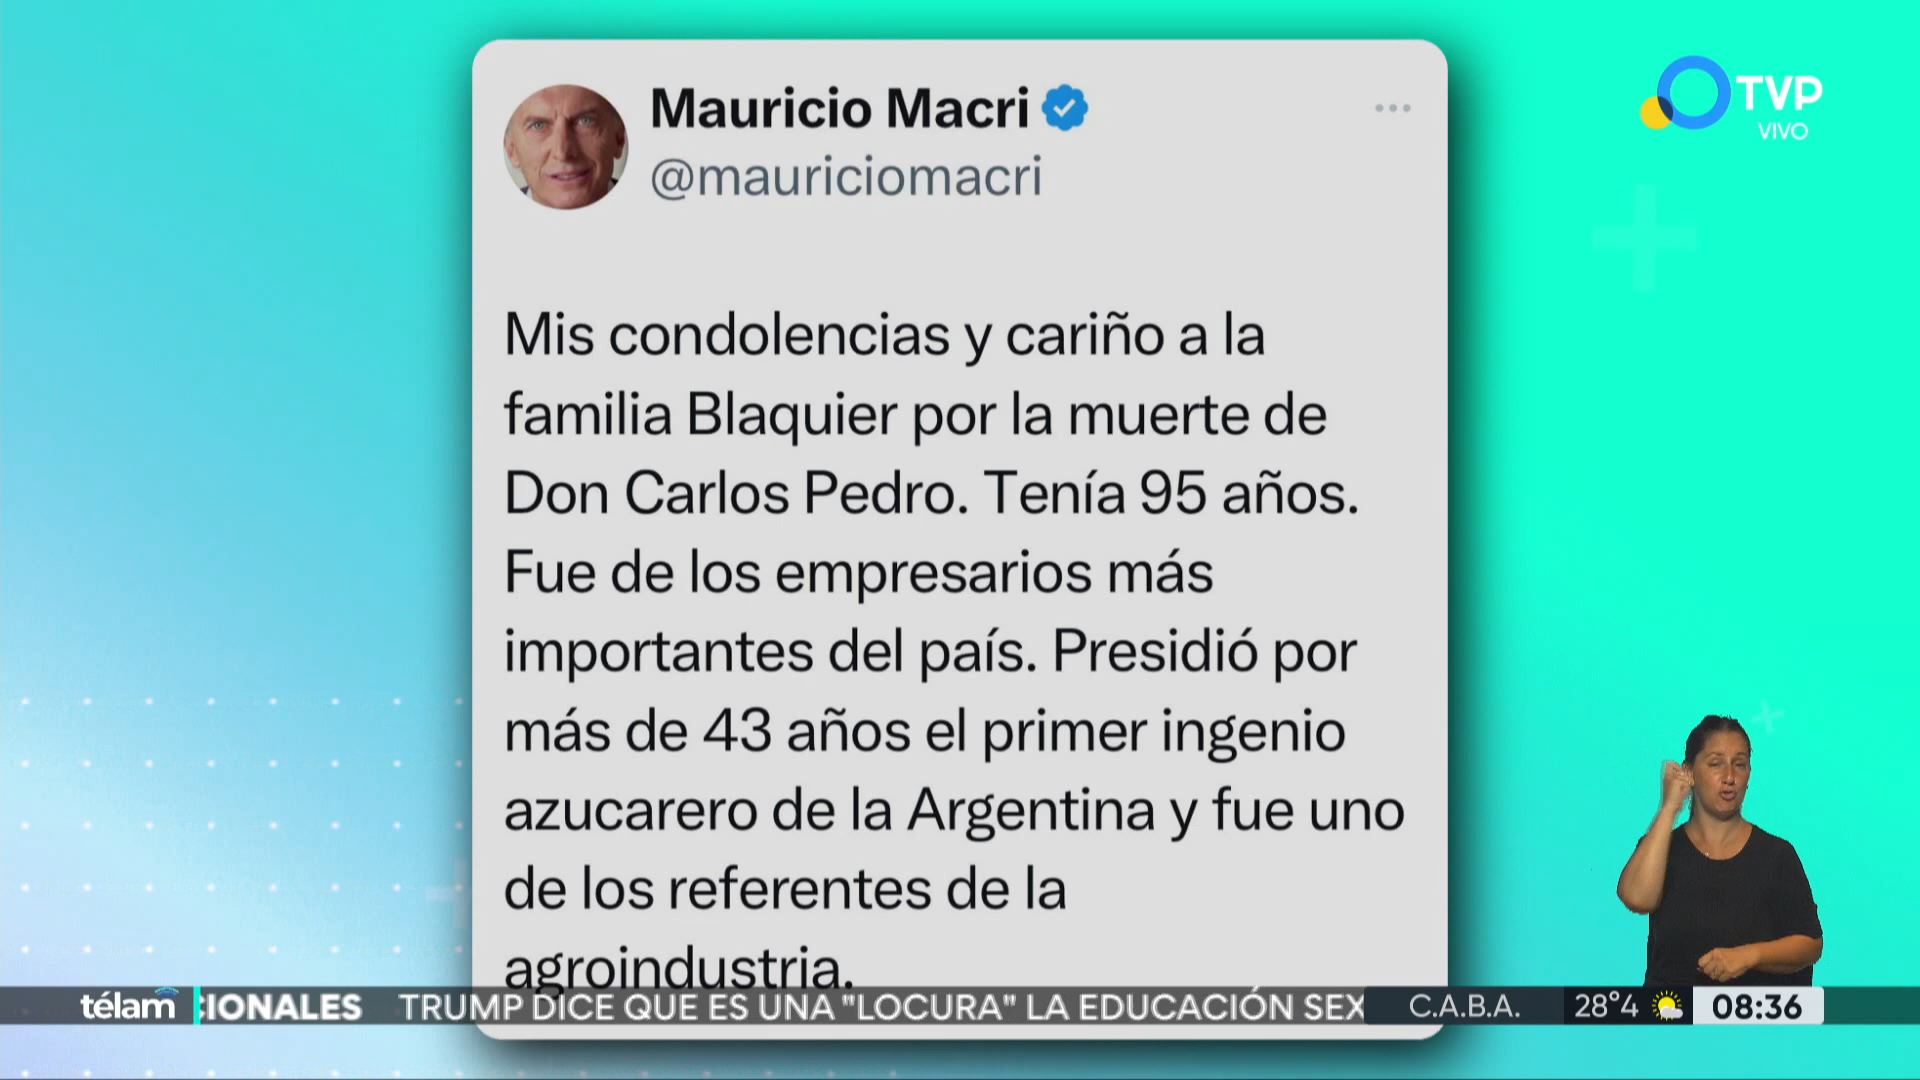 Mauricio Macri
@mauriciomacri
TVP
VIVO
Mis condolencias y cariño a la
familia Blaquier por la muerte de
Don Carlos Pedro. Tenía 95 años.
Fue de los empresarios más
importantes del país. Presidió por
más de 43 años el primer ingenio
azucarero de la Argentina y fue uno
de los referentes de la
agroindustria.
télam CIONALES TRUMP DICE QUE ES UNA "LOCURA" LA EDUCACIÓN SEX C.A.B.A. 28°4 08:36